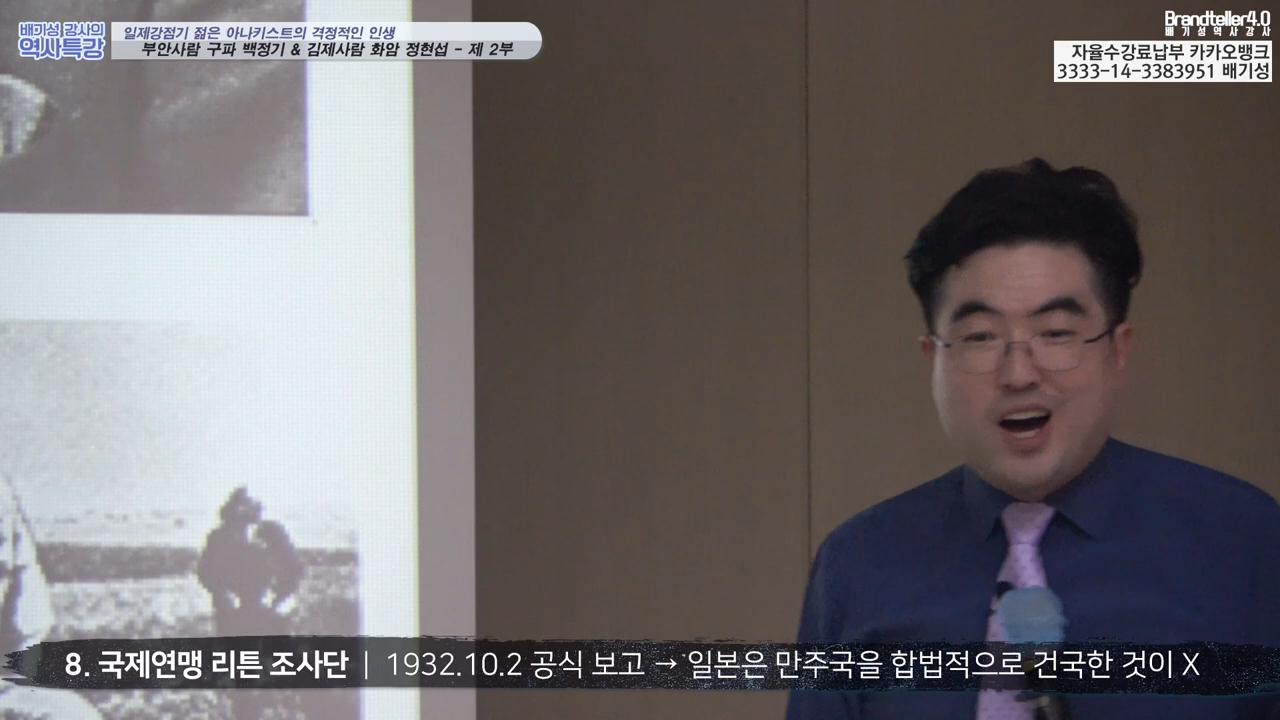 배기성 강사의
역사특강
일제강점기 젊은 아나키스트의 격정적인 인생
부안사람 구파 백정기 & 김제사람 화암 정현섭 - 제 2부
Brandteller4.0
배기성역사강사
자율수강료납부 카카오뱅크
3333-14-3383951 배기성
8. 국제연맹 리튼 조사단 | 1932.10.2 공식 보고 → 일본은 만주국을 합법적으로 건국한 것이 X